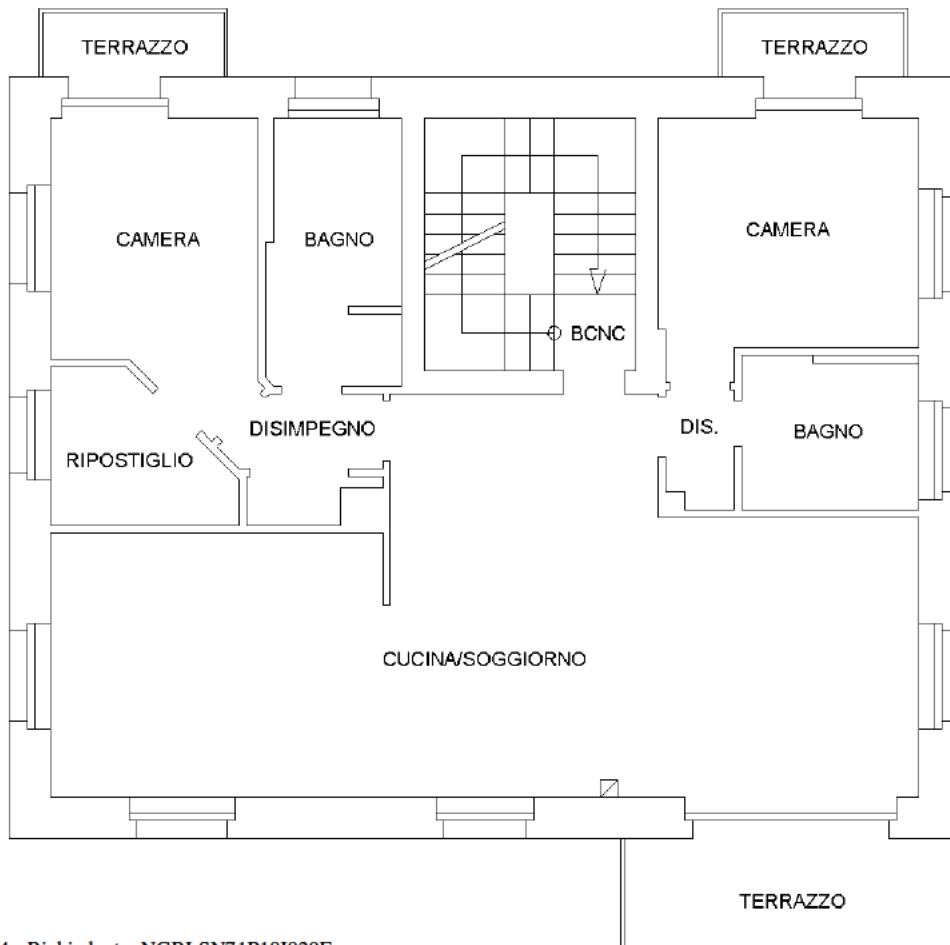 TERRAZZO
TERRAZZO
CAMERA
BAGNO
CAMERA
BCNC
DISIMPEGNO
DIS.
BAGNO
RIPOSTIGLIO
CUCINA/SOGGIORNO
TERRAZZO